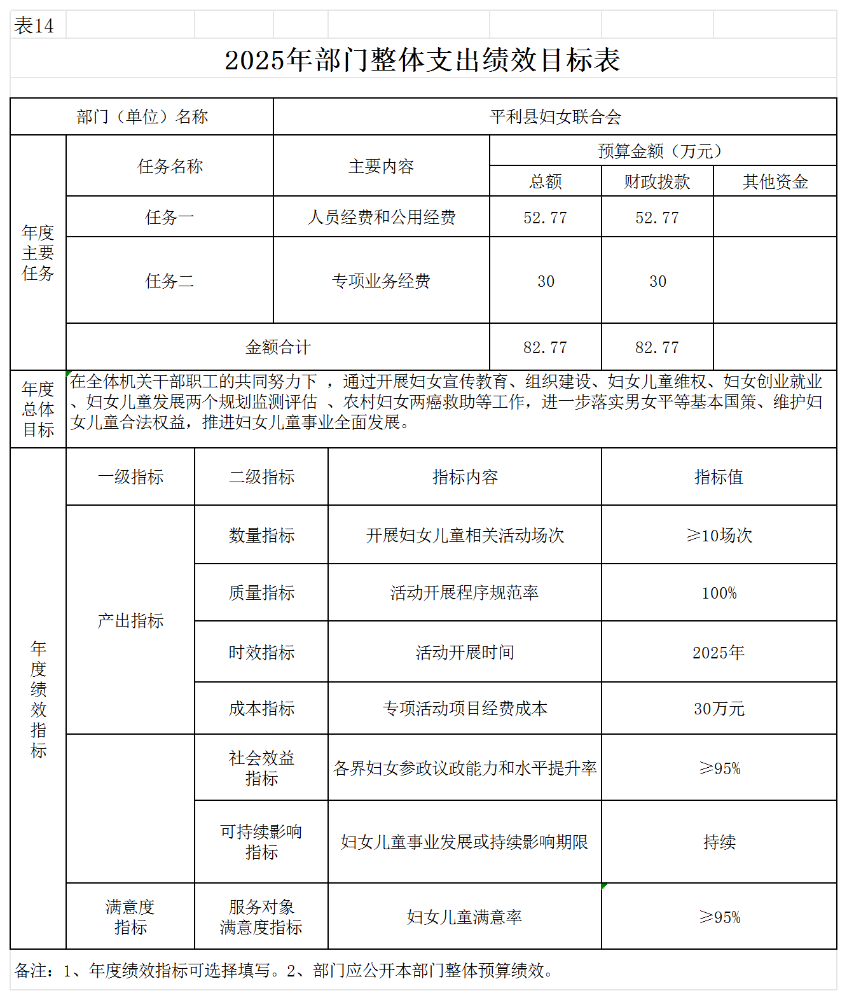 表14
2025年部门整体支出绩效目标表
部门（单位）名称
平利县妇女联合会
年度
主要
任务
任务名称
主要内容
预算金额（万元）
总额
财政拨款
其他资金
任务一
人员经费和公用经费
52.77
52.77
任务二
专项业务经费
30
30
金额合计
82.77
82.77
年度
总体
目标
在全体机关干部职工的共同努力下 ，通过开展妇女宣传教育、组织建设、妇女儿童维权、妇女创业就业
、妇女儿童发展两个规划监测评估 、农村妇女两癌救助等工作，进一步落实男女平等基本国策、维护妇
女儿童合法权益，推进妇女儿童事业全面发展。
年
度
绩
效
指
标
一级指标
二级指标
指标内容
指标值
产出指标
数量指标
开展妇女儿童相关活动场次
≥10场次
质量指标
活动开展程序规范率
100%
时效指标
活动开展时间
2025年
成本指标
专项活动项目经费成本
30万元
社会效益
指标
各界妇女参政议政能力和水平提升率
≥95%
可持续影响
指标
妇女儿童事业发展或持续影响期限
持续
满意度
指标
服务对象
满意度指标
妇女儿童满意率
≥95%
备注：1、年度绩效指标可选择填写。2、部门应公开本部门整体预算绩效。